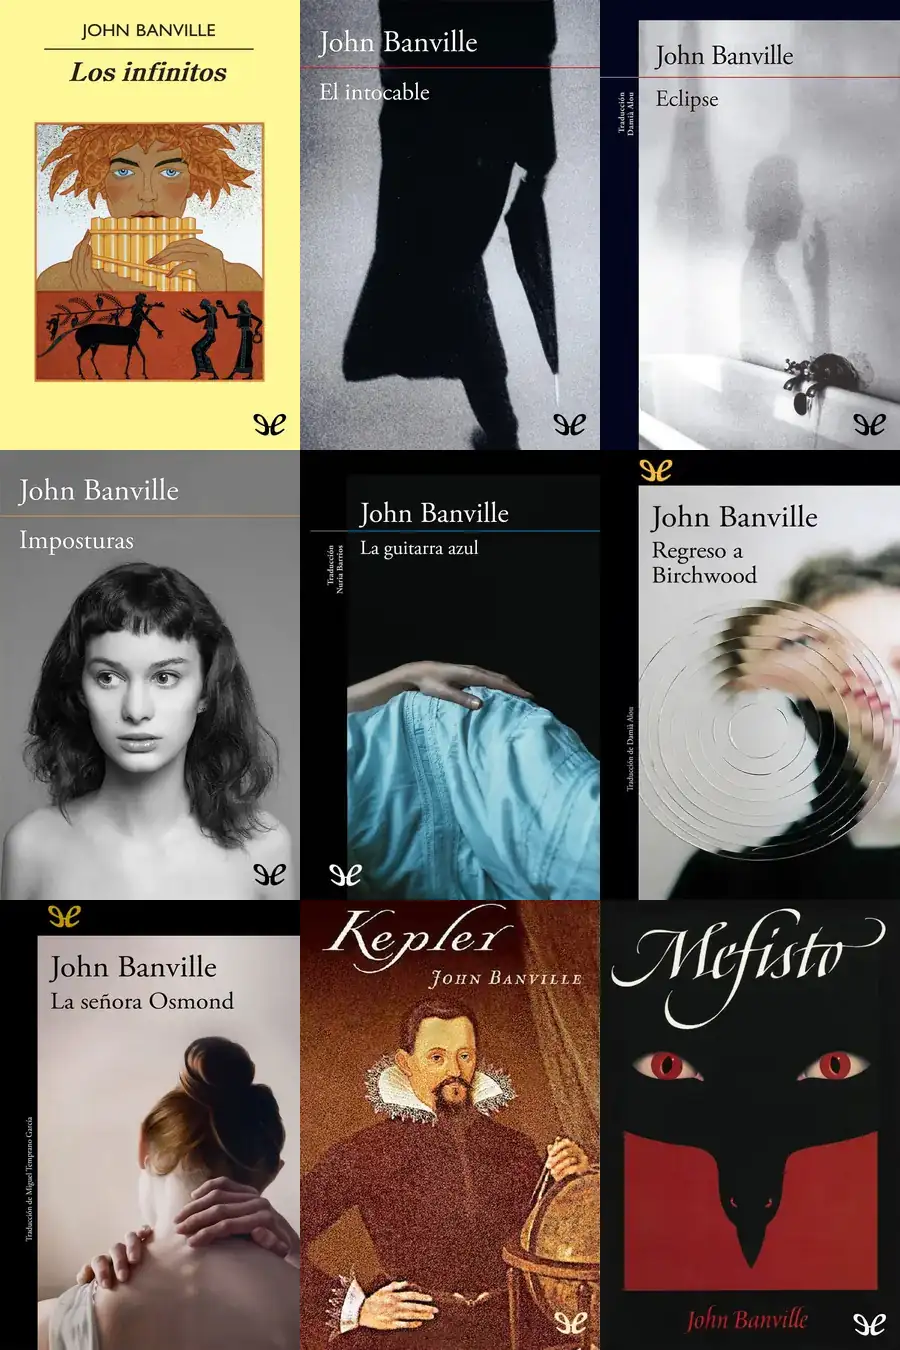 JOHN BANVILLE
Los infinitos
John Banville
El intocable
John Banville
Eclipse
Traducción
Damià Alou
John Banville
Imposturas
John Banville
La guitarra azul
Traducción
Nuria Barrios
John Banville
Regreso a
Birchwood
Traducción de Damià Alou
John Banville
La señora Osmond
Traducción de Miguel Temprano García
Kepler
JOHN BANVILLE
Mefisto
John Banville